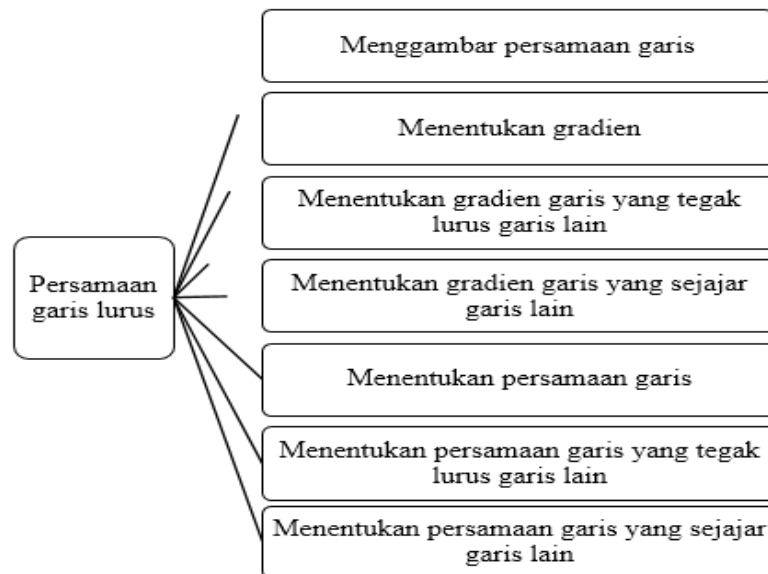 Menggambar persamaan garis
Menentukan gradien
Menentukan gradien garis yang tegak
lurus garis lain
Persamaan
garis lurus
Menentukan gradien garis yang sejajar
garis lain
Menentukan persamaan garis
Menentukan persamaan garis yang tegak
lurus garis lain
Menentukan persamaan garis yang sejajar
garis lain